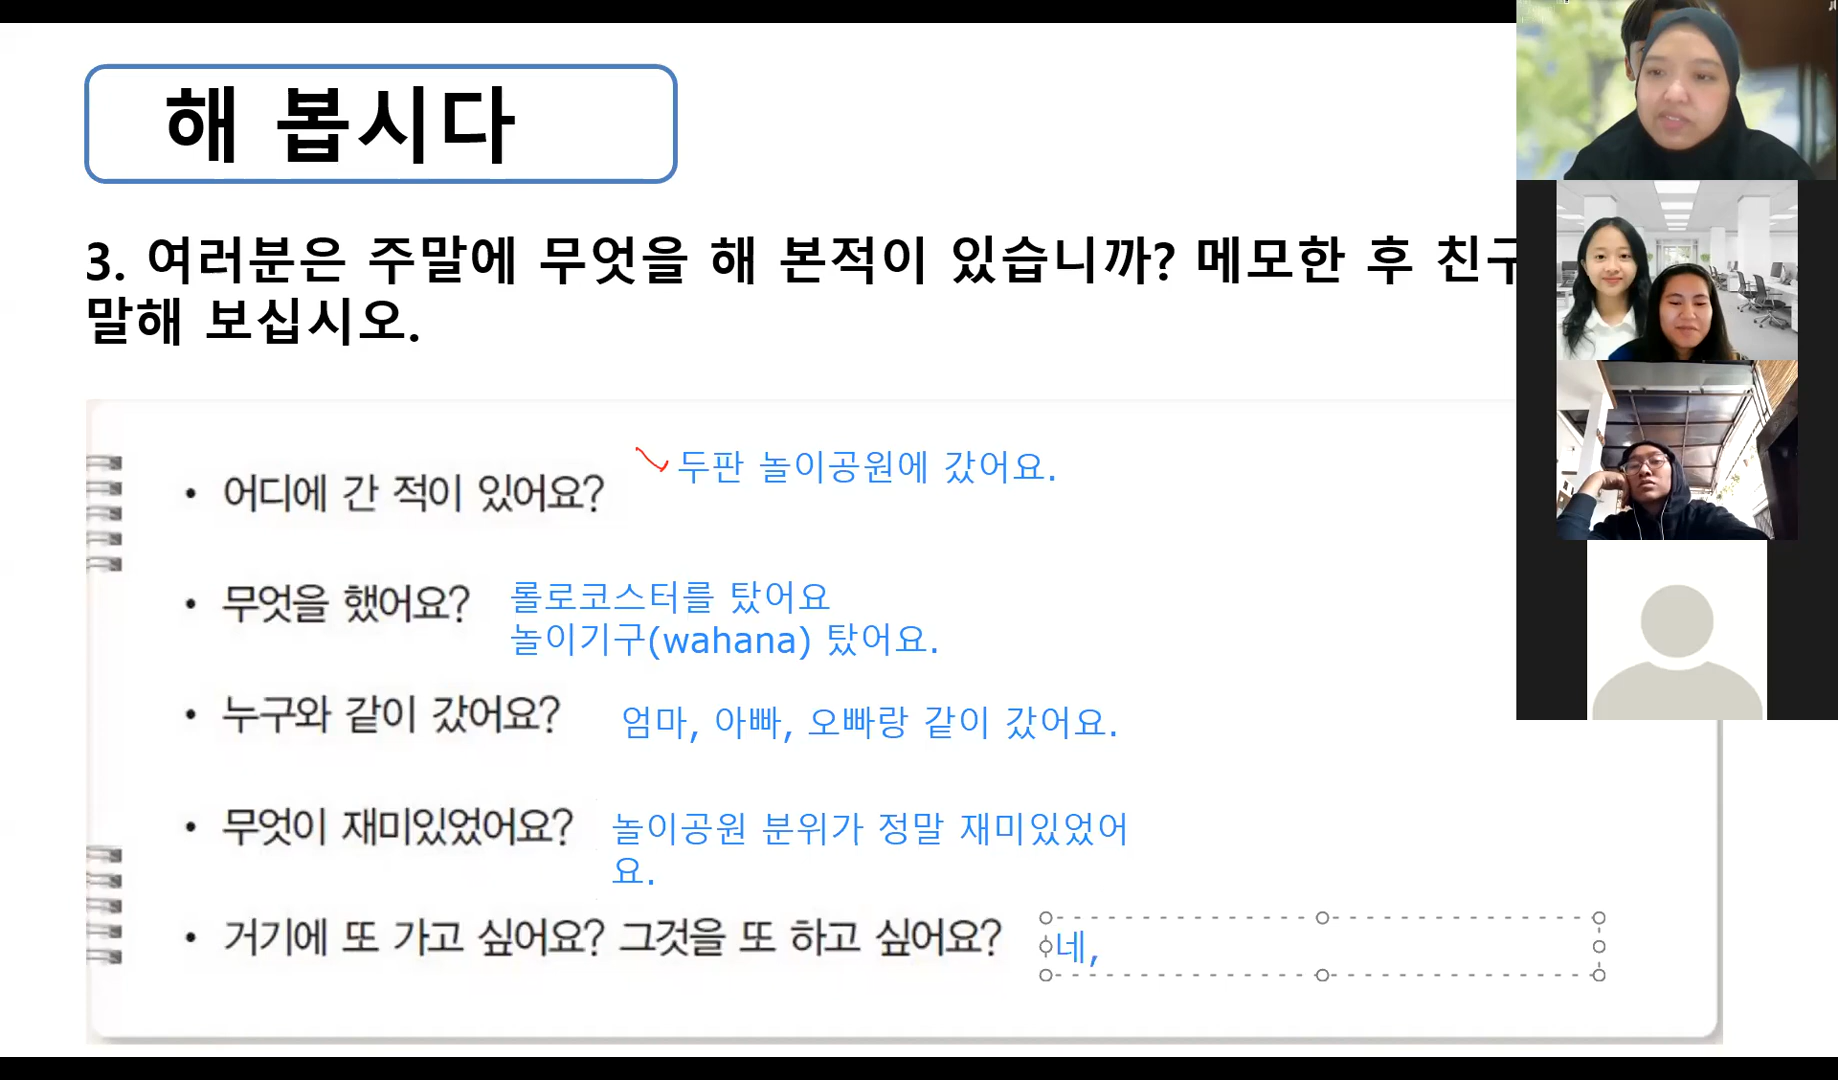 해 봅시다
3. 여러분은 주말에 무엇을 해 본적이 있습니까? 메모한 후 친구
말해 보십시오.
• 어디에 간 적이 있어요? 두판 놀이공원에 갔어요.
• 무엇을 했어요? 롤로코스터를 탔어요
놀이기구(wahana) 탔어요.
• 누구와 같이 갔어요? 엄마, 아빠, 오빠랑 같이 갔어요.
• 무엇이 재미있었어요? 놀이공원 분위가 정말 재미있었어
요.
• 거기에 또 가고 싶어요? 그것을 또 하고 싶어요? 네,